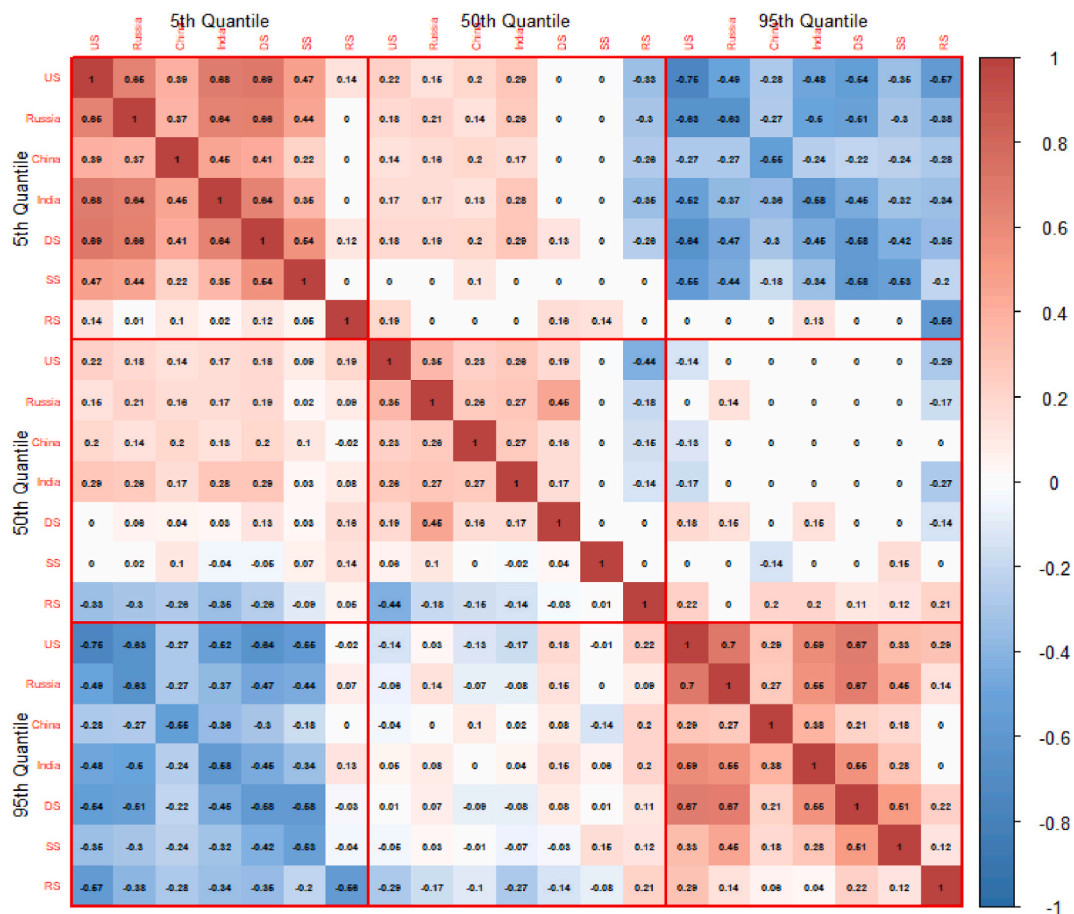 5th Quantile 50th Quantile 95th Quantile
US Russia China India DS SS RS US Russia China India DS SS RS US Russia China India DS SS RS
5th Quantile
US 1 0.65 0.39 0.68 0.69 0.47 0.14 0.22 0.15 0.2 0.29 0 0 -0.33 -0.75 -0.49 -0.28 -0.48 -0.54 -0.35 -0.57
Russia 0.65 1 0.37 0.64 0.66 0.44 0 0.18 0.21 0.14 0.26 0 0 -0.3 -0.63 -0.63 -0.27 -0.5 -0.51 -0.3 -0.38
China 0.39 0.37 1 0.45 0.41 0.22 0 0.14 0.16 0.2 0.17 0 0 -0.26 -0.27 -0.27 -0.55 -0.24 -0.22 -0.24 -0.28
India 0.68 0.64 0.45 1 0.64 0.35 0 0.17 0.17 0.13 0.28 0 0 -0.35 -0.52 -0.37 -0.36 -0.58 -0.45 -0.32 -0.34
DS 0.69 0.66 0.41 0.64 1 0.54 0.12 0.18 0.19 0.2 0.29 0.13 0 -0.26 -0.64 -0.47 -0.3 -0.45 -0.58 -0.42 -0.35
SS 0.47 0.44 0.22 0.35 0.54 1 0 0 0 0.1 0 0 0 0 -0.55 -0.44 -0.18 -0.34 -0.58 -0.53 -0.2
RS 0.14 0.01 0.1 0.02 0.12 0.05 1 0.19 0 0 0 0.16 0.14 0 0 0 0 0.13 0 0 -0.56
50th Quantile
US 0.22 0.18 0.14 0.17 0.18 0.09 0.19 1 0.35 0.23 0.26 0.19 0 -0.44 -0.14 0 0 0 0 0 -0.29
Russia 0.15 0.21 0.16 0.17 0.19 0.02 0.09 0.35 1 0.26 0.27 0.45 0 -0.18 0 0.14 0 0 0 0 -0.17
China 0.2 0.14 0.2 0.13 0.2 0.1 -0.02 0.23 0.26 1 0.27 0.16 0 -0.15 -0.13 0 0 0 0 0 0
India 0.29 0.26 0.17 0.28 0.29 0.03 0.08 0.26 0.27 0.27 1 0.17 0 -0.14 -0.17 0 0 0 0 0 -0.27
DS 0 0.06 0.04 0.03 0.13 0.03 0.16 0.19 0.45 0.16 0.17 1 0 0 0.18 0.15 0 0.15 0 0 -0.14
SS 0 0.02 0.1 -0.04 -0.05 0.07 0.14 0.06 0.1 0 -0.02 0.04 1 0 0 0 -0.14 0 0 0.15 0
RS -0.33 -0.3 -0.26 -0.35 -0.26 -0.09 0.05 -0.44 -0.18 -0.15 -0.14 -0.03 0.01 1 0.22 0 0.2 0.2 0.11 0.12 0.21
95th Quantile
US -0.75 -0.63 -0.27 -0.52 -0.64 -0.55 -0.02 -0.14 0.03 -0.13 -0.17 0.18 -0.01 0.22 1 0.7 0.29 0.59 0.67 0.33 0.29
Russia -0.49 -0.63 -0.27 -0.37 -0.47 -0.44 0.07 -0.06 0.14 -0.07 -0.08 0.15 0 0.09 0.7 1 0.27 0.55 0.67 0.45 0.14
China -0.28 -0.27 -0.55 -0.36 -0.3 -0.18 0 -0.04 0 0.1 0.02 0.08 -0.14 0.2 0.29 0.27 1 0.38 0.21 0.18 0
India -0.48 -0.5 -0.24 -0.58 -0.45 -0.34 0.13 0.05 0.08 0 0.04 0.15 0.06 0.2 0.59 0.55 0.38 1 0.55 0.28 0
DS -0.54 -0.51 -0.22 -0.45 -0.58 -0.58 -0.03 0.01 0.07 -0.09 -0.08 0.08 0.01 0.11 0.67 0.67 0.21 0.55 1 0.51 0.22
SS -0.35 -0.3 -0.24 -0.32 -0.42 -0.53 -0.04 -0.05 0.03 -0.01 -0.07 -0.03 0.15 0.12 0.33 0.45 0.18 0.28 0.51 1 0.12
RS -0.57 -0.38 -0.28 -0.34 -0.35 -0.2 -0.56 -0.29 -0.17 -0.1 -0.27 -0.14 -0.08 0.21 0.29 0.14 0.06 0.04 0.22 0.12 1
1
0.8
0.6
0.4
0.2
0
-0.2
-0.4
-0.6
-0.8
-1